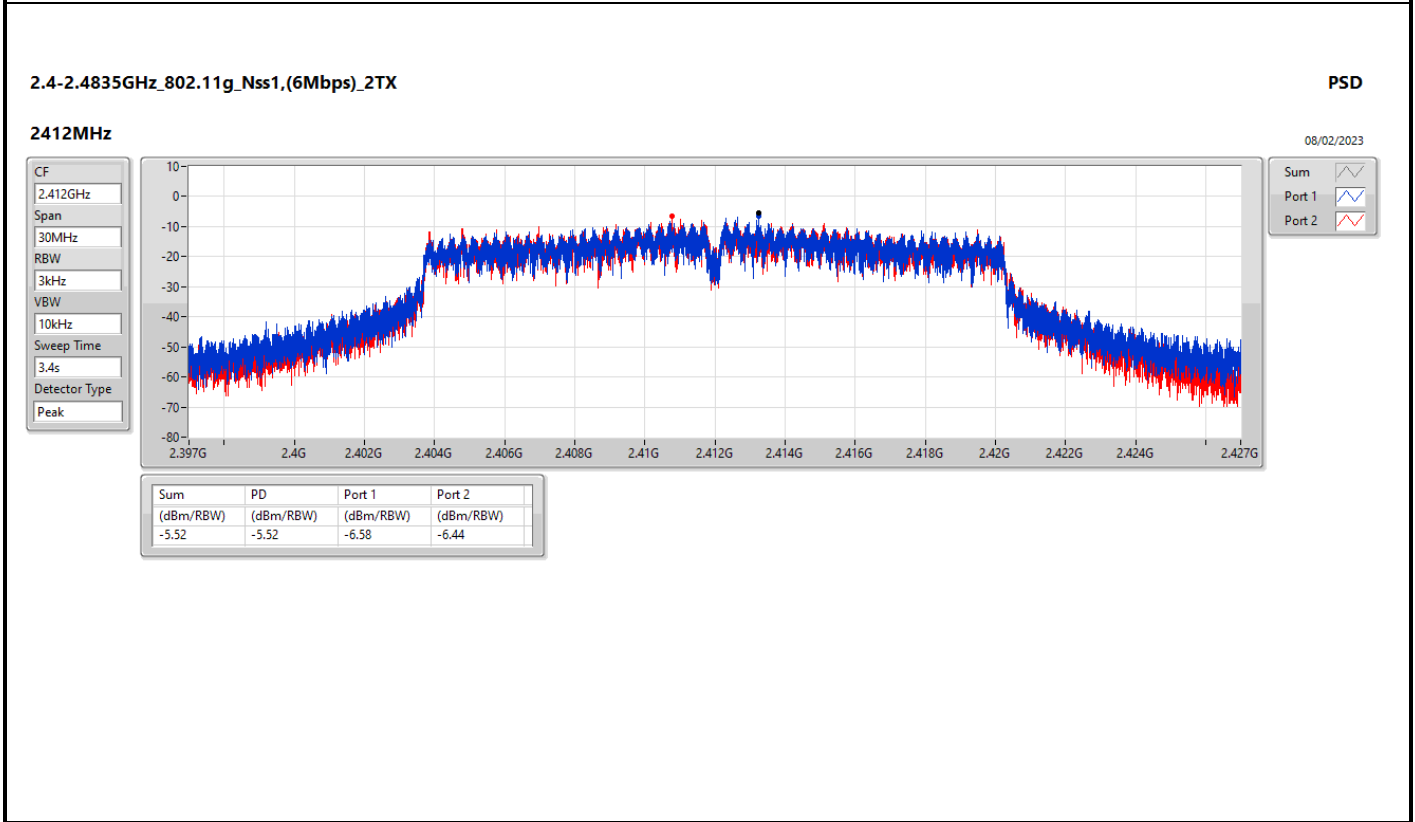 2.4-2.4835GHz_802.11g_Nss1,(6Mbps)_2TX
PSD
2412MHz
08/02/2023
CF
2.412GHz
Span
30MHz
RBW
3kHz
VBW
10kHz
Sweep Time
3.4s
Detector Type
Peak
10
0
-10
-20
-30
-40
-50
-60
-70
-80
2.397G 2.4G 2.402G 2.404G 2.406G 2.408G 2.41G 2.412G 2.414G 2.416G 2.418G 2.42G 2.422G 2.424G 2.427G
Sum
Port 1
Port 2
Sum PD Port 1 Port 2
(dBm/RBW) (dBm/RBW) (dBm/RBW) (dBm/RBW)
-5.52 -5.52 -6.58 -6.44